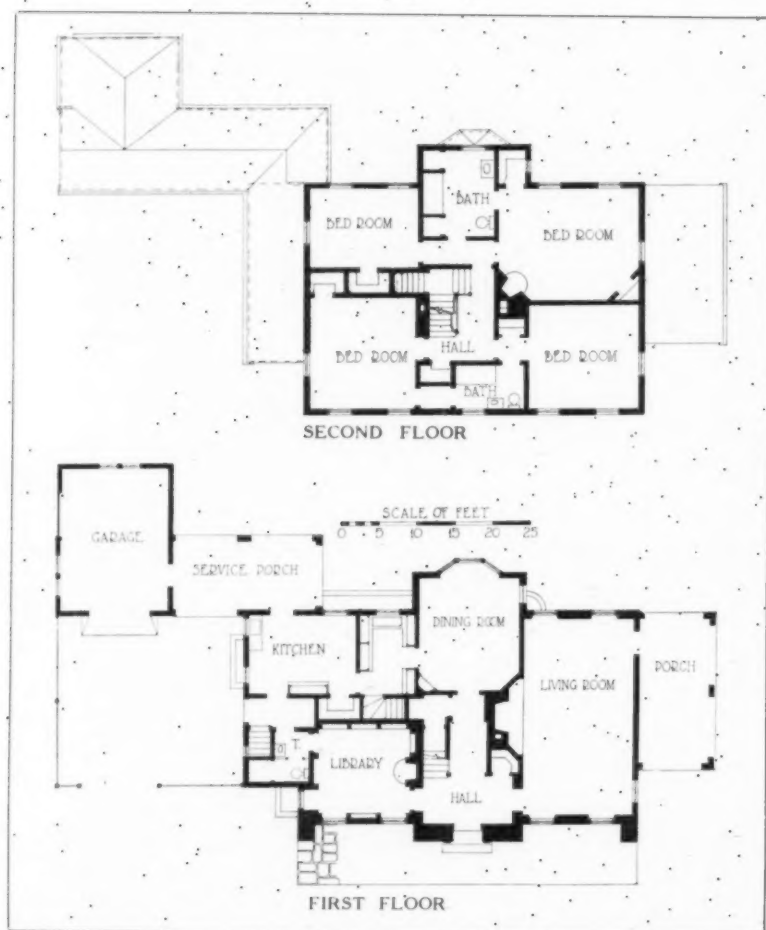 BATH
BED ROOM
BED ROOM
BED ROOM
HALL
BED ROOM
BATH
SECOND FLOOR
SCALE OF FEET
0 5 10 15 20 25
GARAGE
SERVICE PORCH
DINING ROOM
KITCHEN
LIVING ROOM
PORCH
T.
LIBRARY
HALL
FIRST FLOOR